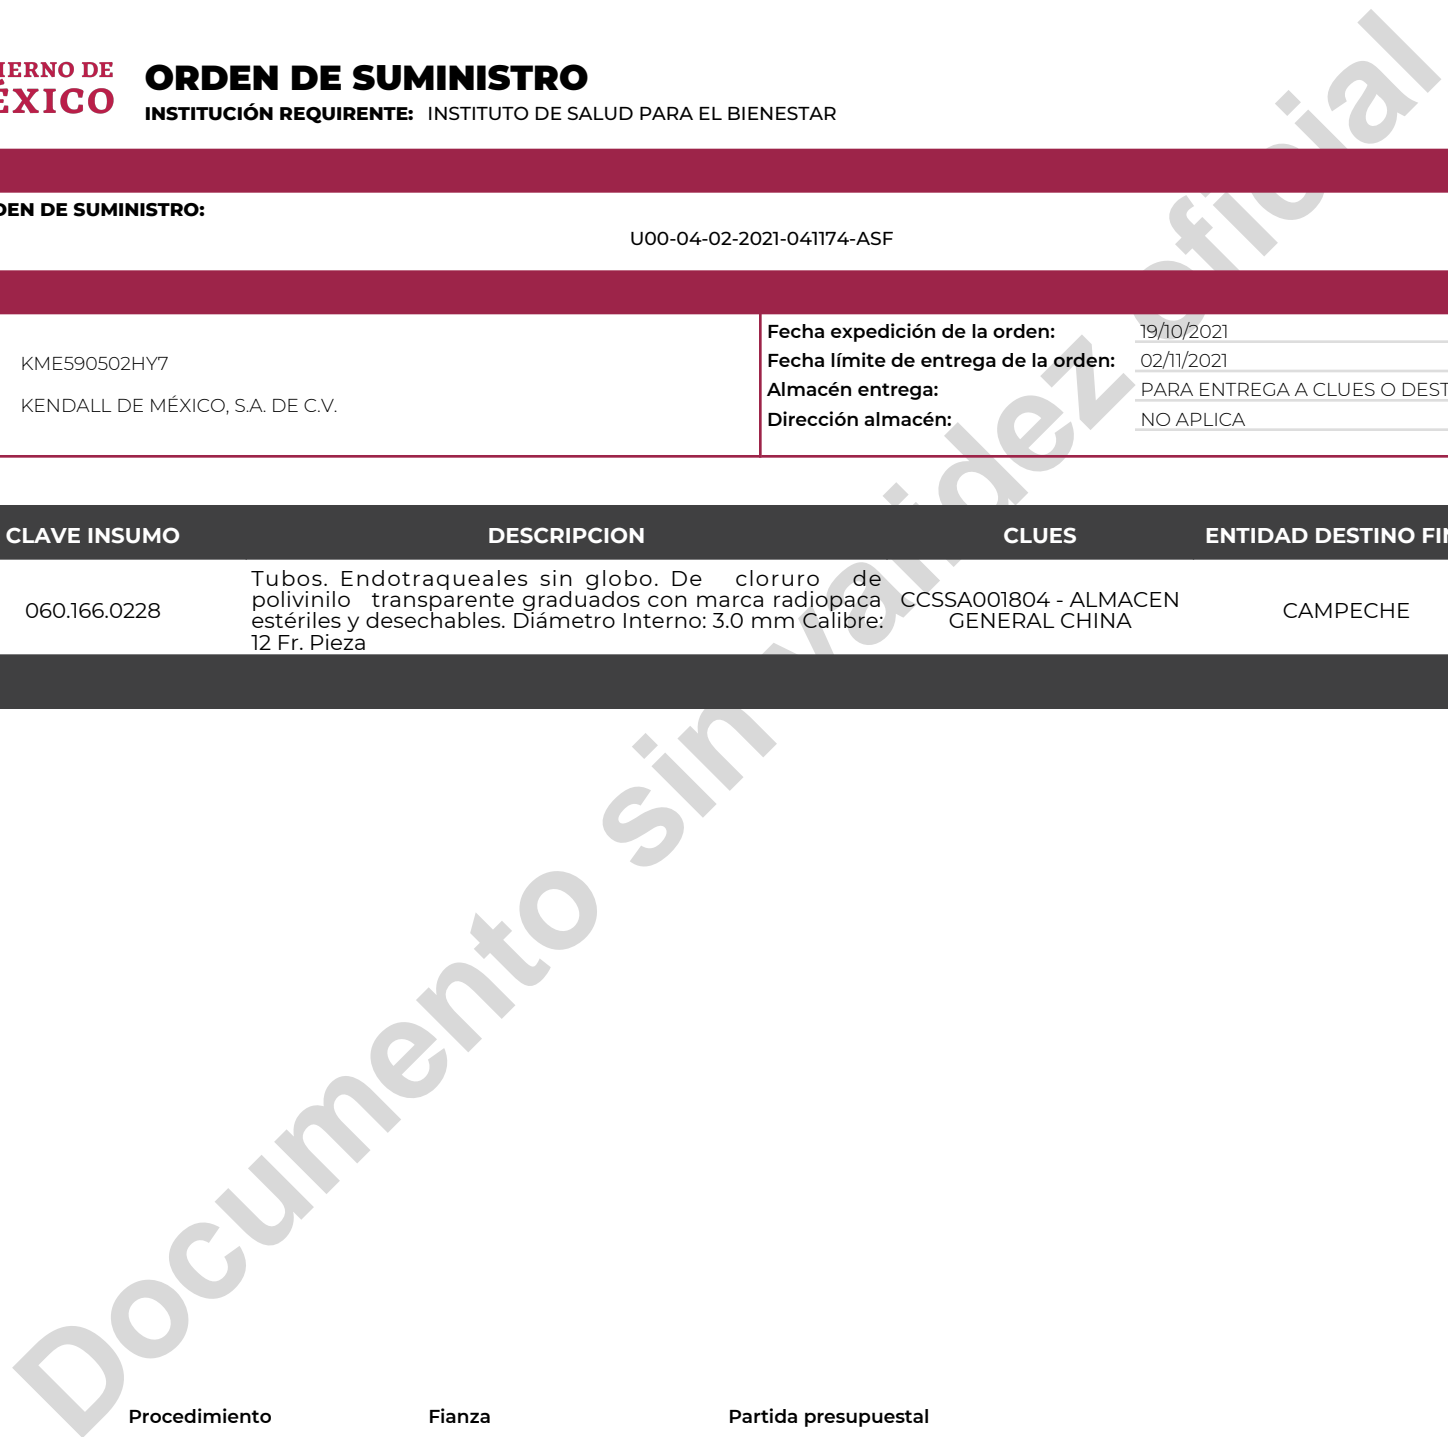 IERNO DE
ÉXICO
ORDEN DE SUMINISTRO
INSTITUCIÓN REQUIRENTE: INSTITUTO DE SALUD PARA EL BIENESTAR
DEN DE SUMINISTRO:
U00-04-02-2021-041174-ASF
KME590502HY7
KENDALL DE MÉXICO, S.A. DE C.V.
Fecha expedición de la orden: 19/10/2021
Fecha límite de entrega de la orden: 02/11/2021
Almacén entrega: PARA ENTREGA A CLUES O DEST
Dirección almacén: NO APLICA
CLAVE INSUMO DESCRIPCION CLUES ENTIDAD DESTINO FIN
060.166.0228
Tubos. Endotraqueales sin globo. De cloruro de
polivinilo transparente graduados con marca radiopaca
estériles y desechables. Diámetro Interno: 3.0 mm Calibre:
12 Fr. Pieza
CCSSA001804 - ALMACEN
GENERAL CHINA
CAMPECHE
Documento sin validez oficial
Procedimiento Fianza Partida presupuestal